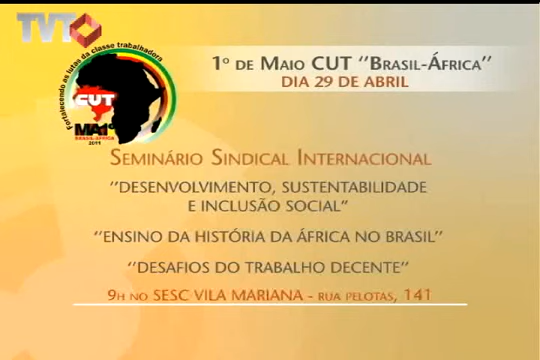 TVT
Fortalecendo as lutas da classe trabalhadora
CUT
MAI1º
BRASIL-ÁFRICA
2011
1º de Maio CUT "Brasil-África"
DIA 29 DE ABRIL
Seminário Sindical Internacional
"DESENVOLVIMENTO, SUSTENTABILIDADE
E INCLUSÃO SOCIAL"
"ENSINO DA HISTÓRIA DA ÁFRICA NO BRASIL"
"DESAFIOS DO TRABALHO DECENTE"
9H NO SESC VILA MARIANA - RUA PELOTAS, 141